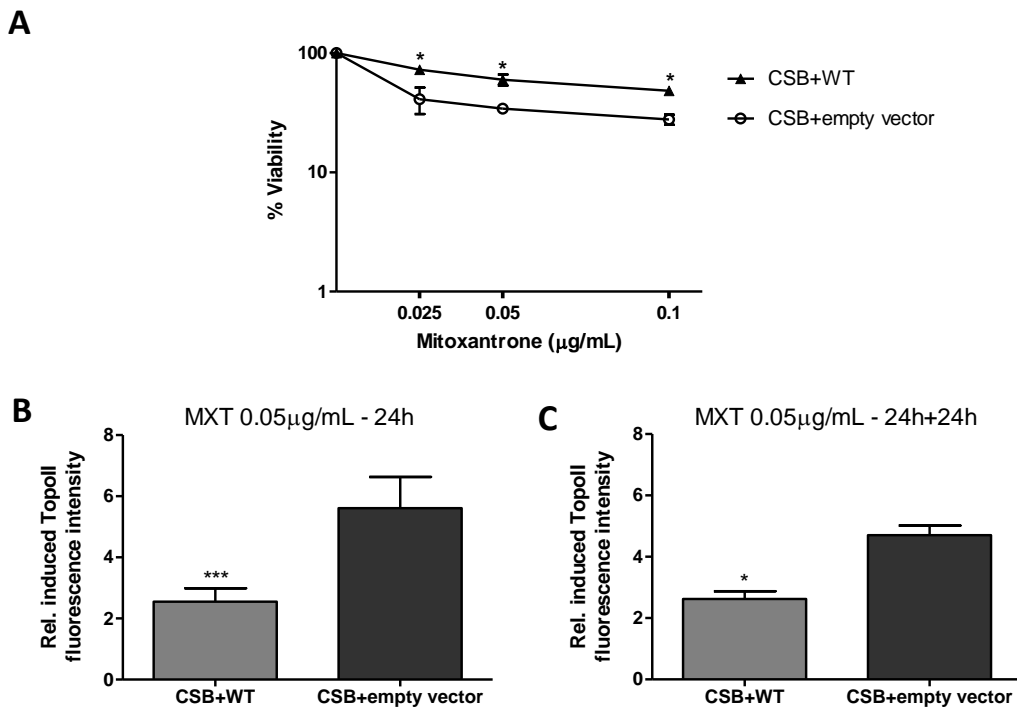 A
100
10
1
% Viability
* * *
0.025 0.05 0.1
Mitoxantrone (μg/mL)
CSB+WT
CSB+empty vector
B
MXT 0.05μg/mL - 24h
Rel. induced TopoII
fluorescence intensity
8
6
4
2
0
***
CSB+WT CSB+empty vector
C
MXT 0.05μg/mL - 24h+24h
Rel. induced TopoII
fluorescence intensity
8
6
4
2
0
*
CSB+WT CSB+empty vector